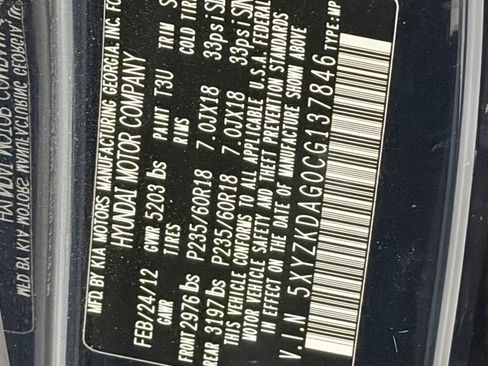 MFD. BY KIA MOTORS MANUFACTURING GEORGIA, INC. FO
HYUNDAI MOTOR COMPANY
FEB/24/12 GVWR 5203 lbs PAINT T3U TRIM
GAWR TIRES RIMS COLD TIRE
FRONT 2976 lbs P235/60R18 7.0JX18 33psi
REAR 3197 lbs P235/60R18 7.0JX18 33psi
THIS VEHICLE CONFORMS TO ALL APPLICABLE U.S.A. FEDERAL
MOTOR VEHICLE SAFETY AND THEFT PREVENTION STANDARDS
IN EFFECT ON THE DATE OF MANUFACTURE SHOWN ABOVE
V.I.N 5XYZKDAG0CG137846 TYPE:MP